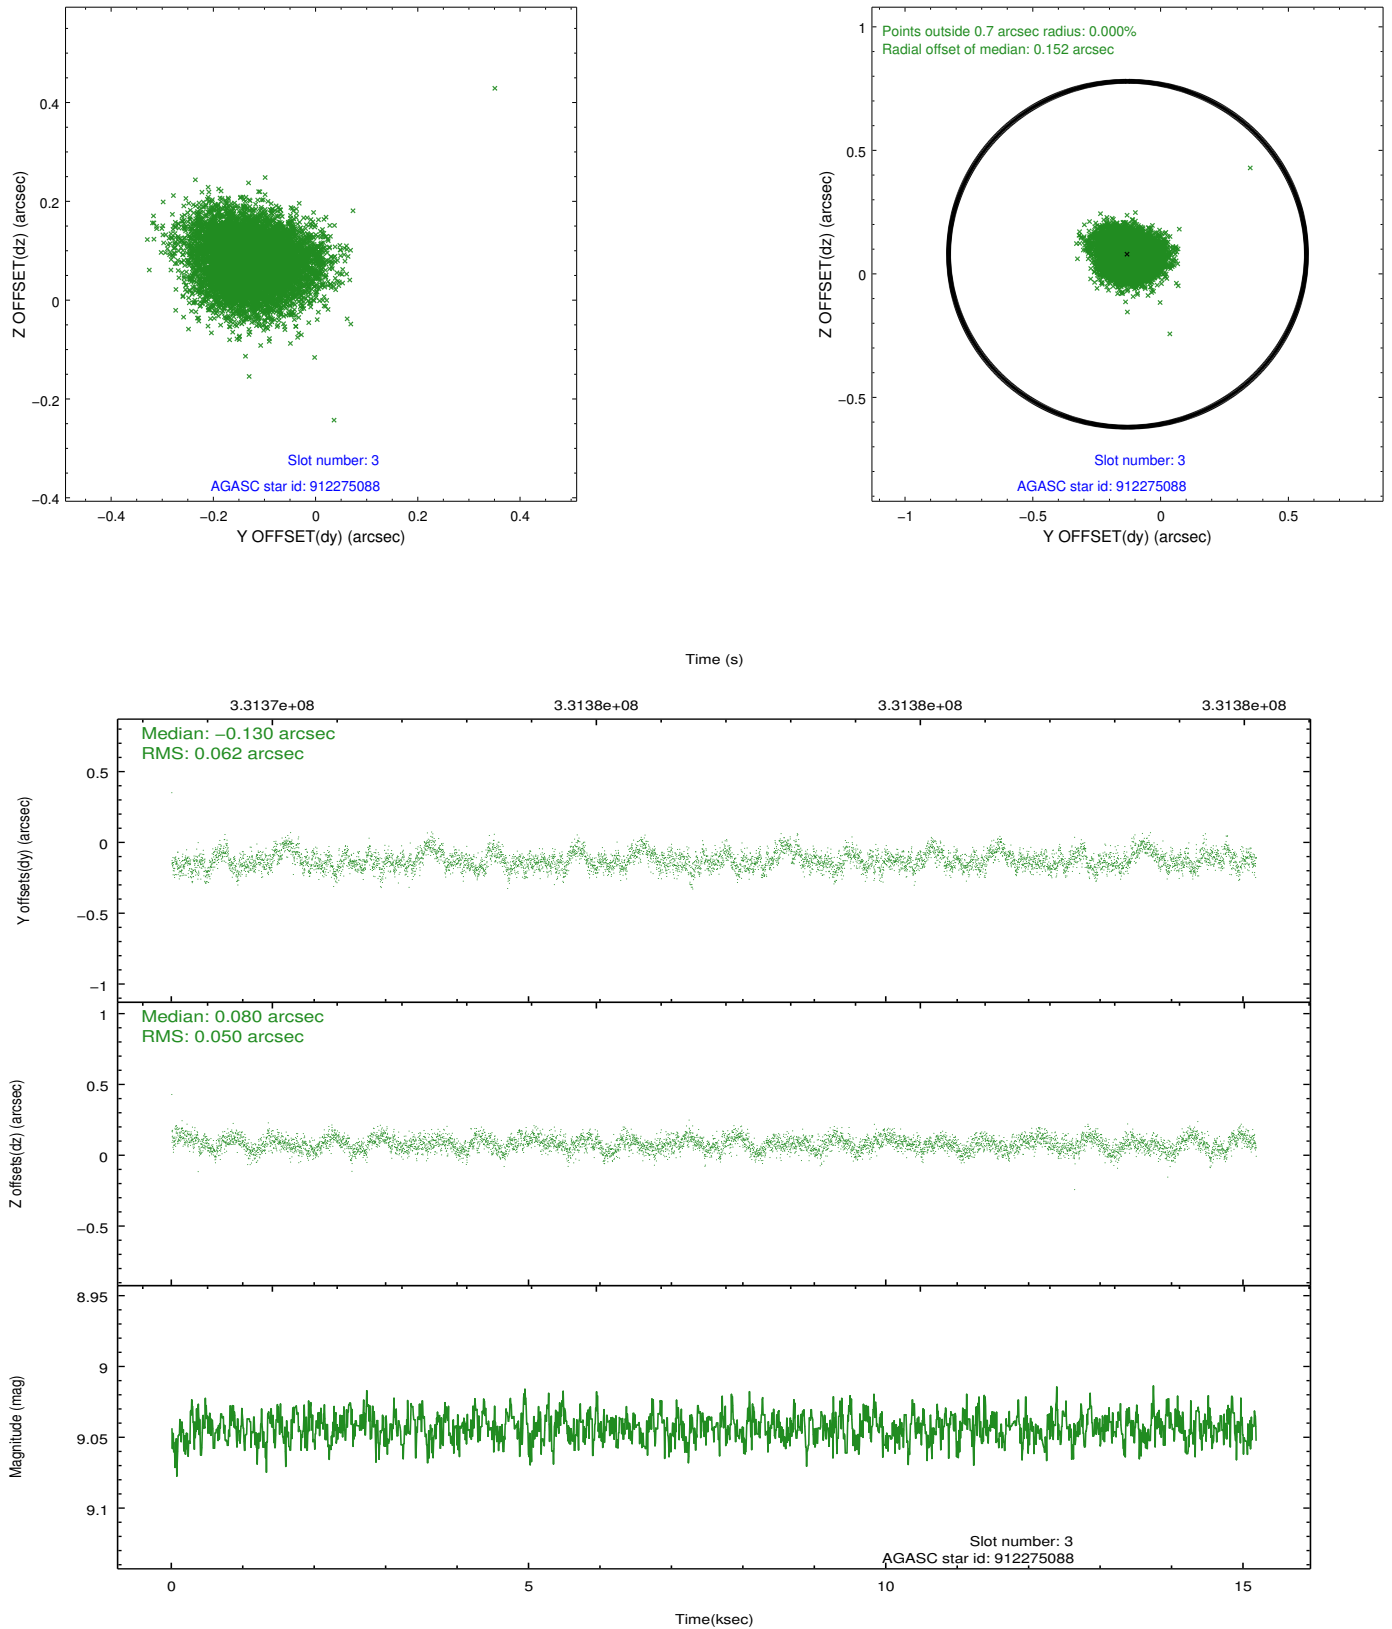 0.4
0.2
0
−0.2
−0.4
Z OFFSET(dz) (arcsec)
Slot number: 3
AGASC star id: 912275088
−0.4
−0.2
0
0.2
0.4
Y OFFSET(dy) (arcsec)
Points outside 0.7 arcsec radius: 0.000%
Radial offset of median: 0.152 arcsec
1
0.5
0
−0.5
Z OFFSET(dz) (arcsec)
Slot number: 3
AGASC star id: 912275088
−1
−0.5
0
0.5
Y OFFSET(dy) (arcsec)
Time (s)
3.3137e+08
3.3138e+08
3.3138e+08
3.3138e+08
Median: −0.130 arcsec
RMS: 0.062 arcsec
0.5
0
−0.5
−1
Y offsets(dy) (arcsec)
Median: 0.080 arcsec
RMS: 0.050 arcsec
1
0.5
0
−0.5
Z offsets(dz) (arcsec)
8.95
9
9.05
9.1
Magnitude (mag)
Slot number: 3
AGASC star id: 912275088
0
5
10
15
Time(ksec)